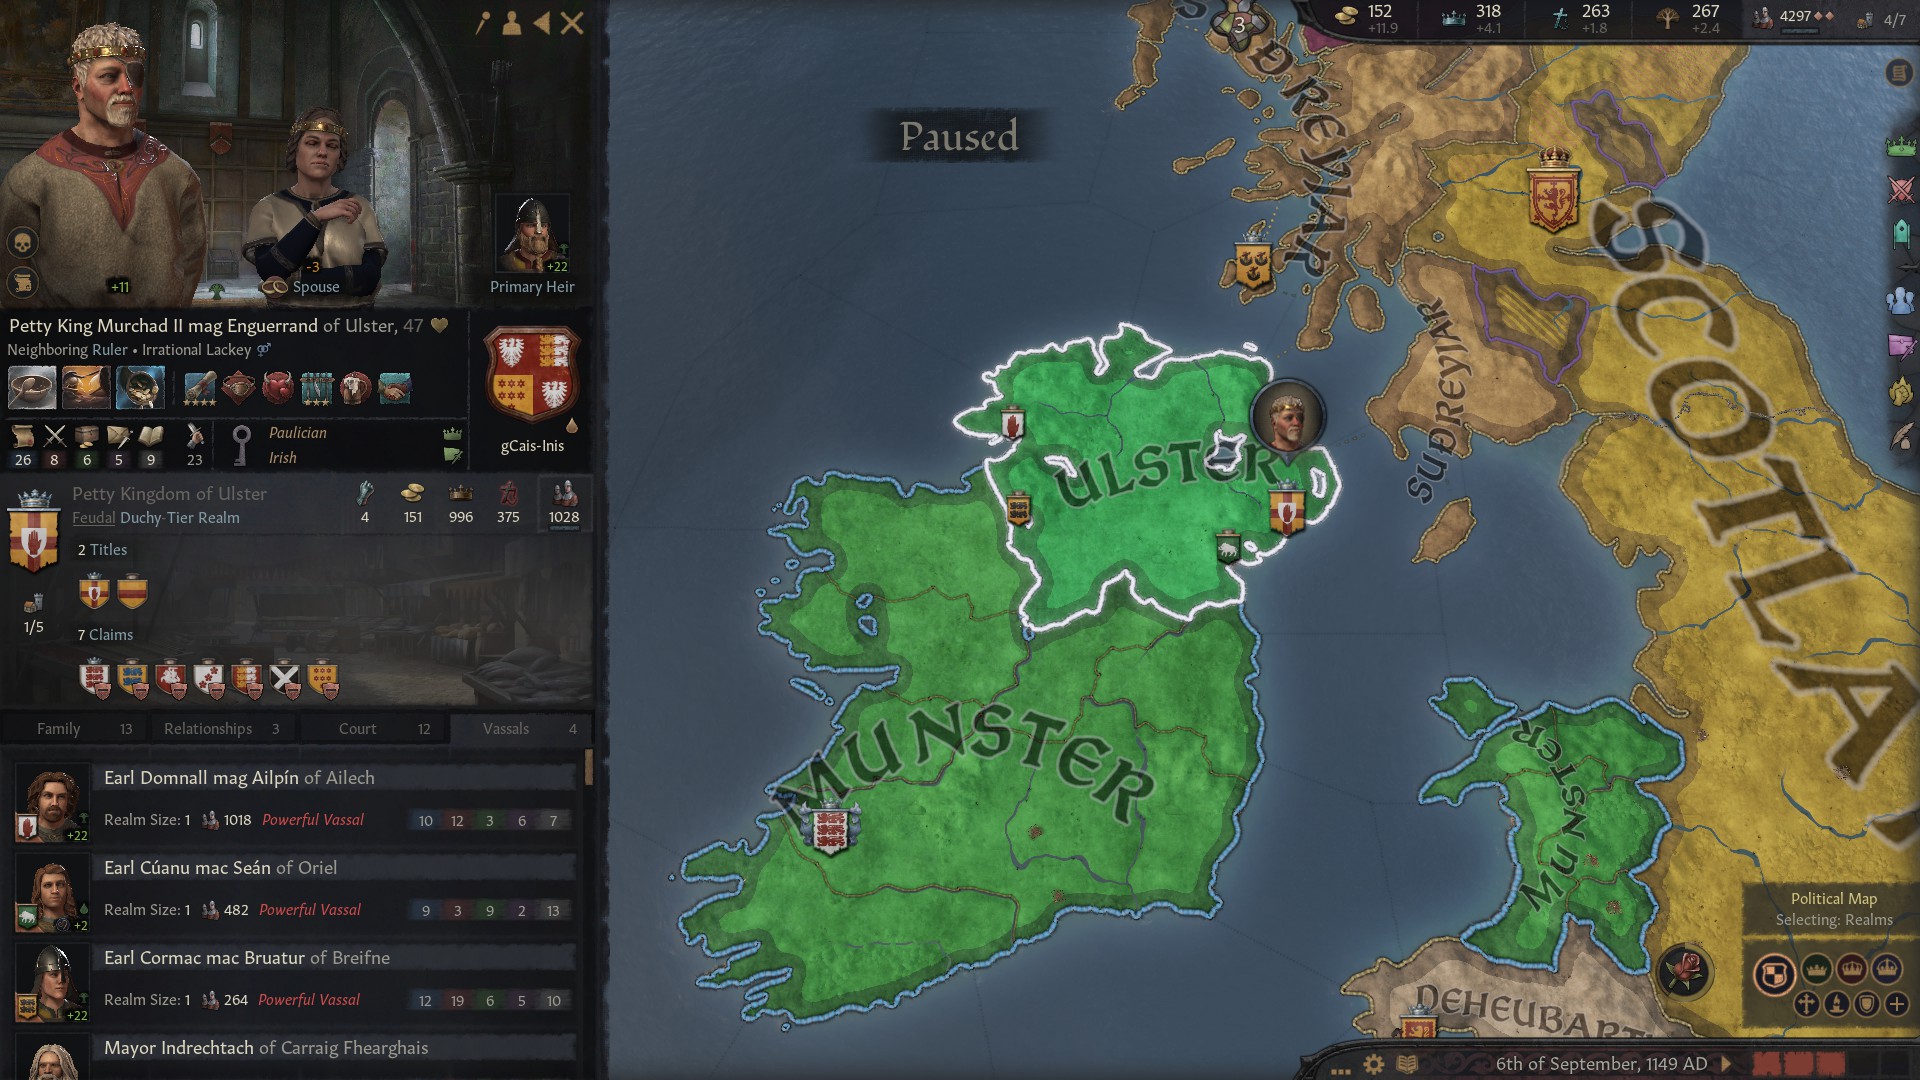 +11
-3
Spouse
+22
Primary Heir
Petty King Murchad II mag Enguerrand of Ulster, 47
Neighboring Ruler • Irrational Lackey
26 8 6 5 9 23
Paulician
Irish
gCais-Inis
Petty Kingdom of Ulster
Feudal Duchy-Tier Realm
4 151 996 375 1028
2 Titles
1/5
7 Claims
Family 13 Relationships 3 Court 12 Vassals 4
Earl Domnall mag Ailpín of Ailech
Realm Size: 1 1018 Powerful Vassal 10 12 3 6 7
+22
Earl Cúanu mac Seán of Oriel
Realm Size: 1 482 Powerful Vassal 9 3 9 2 13
+2
Earl Cormac mac Bruatur of Breifne
Realm Size: 1 264 Powerful Vassal 12 19 6 5 10
+22
Mayor Indrechtach of Carraig Fhearghais
Paused
3
152 318 263 267 4297 4/7
+11.9 +4.1 +1.8 +2.4
SUÐREYJAR
SCOTLA
ULSTER
MUNSTER
MUNSTER
DEHEUBART
Political Map
Selecting: Realms
6th of September, 1149 AD